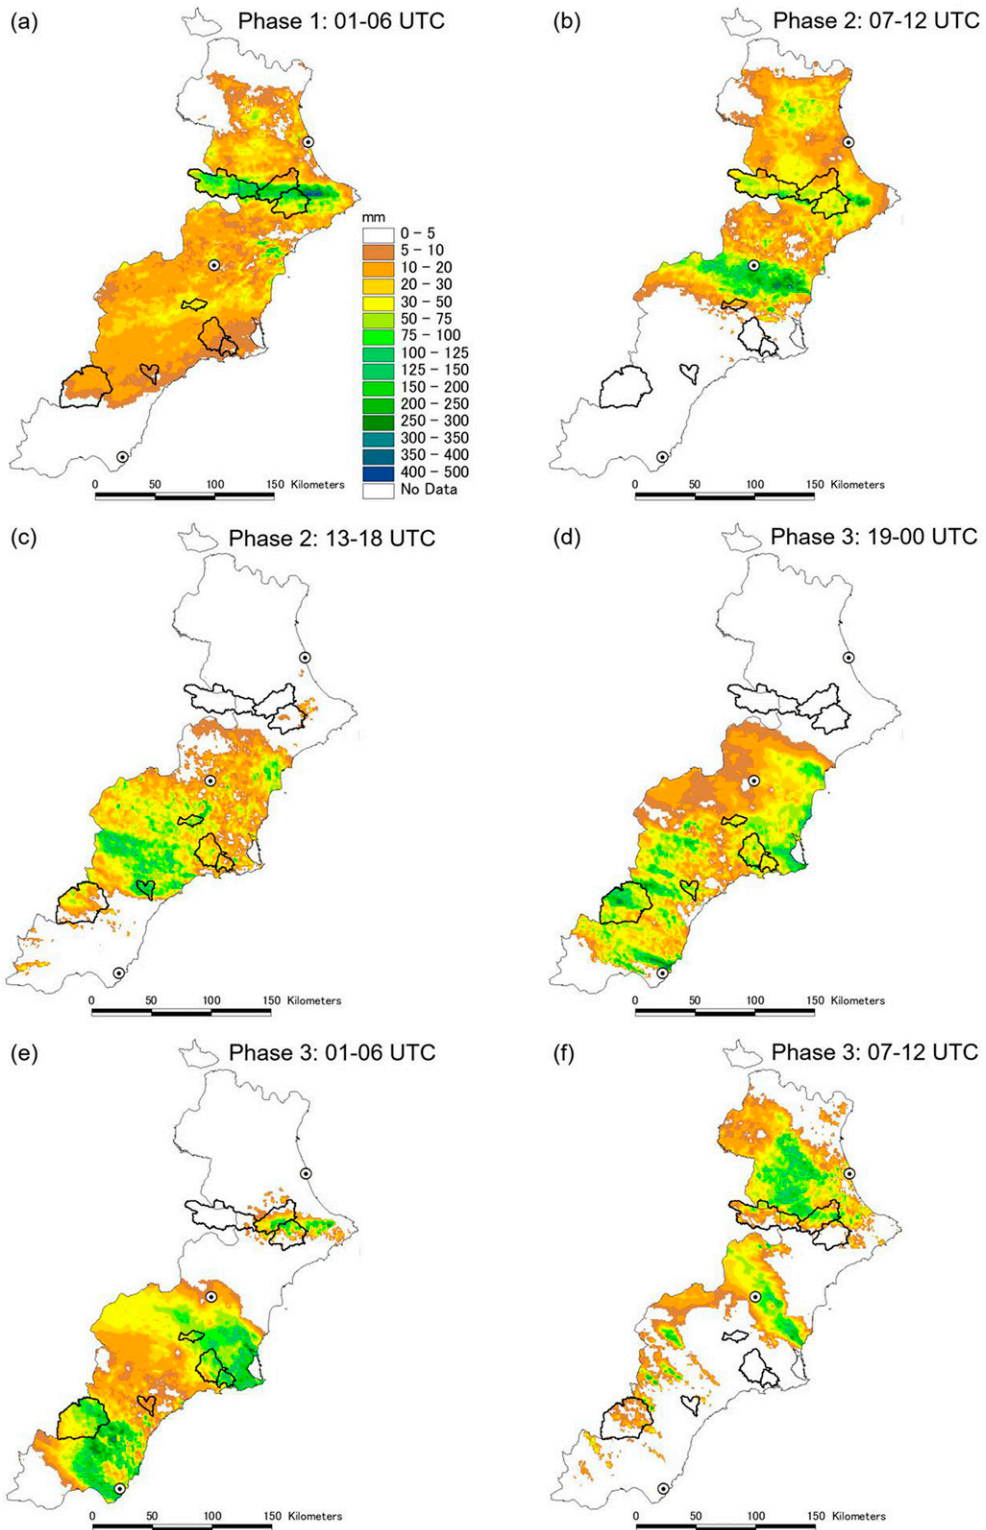 (a) Phase 1: 01-06 UTC
(b) Phase 2: 07-12 UTC
mm
0 - 5
5 - 10
10 - 20
20 - 30
30 - 50
50 - 75
75 - 100
100 - 125
125 - 150
150 - 200
200 - 250
250 - 300
300 - 350
350 - 400
400 - 500
No Data
0 50 100 150 Kilometers
0 50 100 150 Kilometers
(c) Phase 2: 13-18 UTC
(d) Phase 3: 19-00 UTC
0 50 100 150 Kilometers
0 50 100 150 Kilometers
(e) Phase 3: 01-06 UTC
(f) Phase 3: 07-12 UTC
0 50 100 150 Kilometers
0 50 100 150 Kilometers